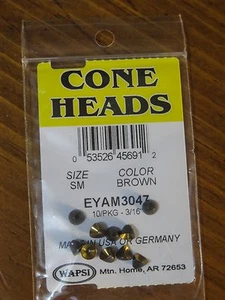 CONE
HEADS
0 53526 45691 2
SIZE COLOR
SM BROWN
EYAM3047
10/PKG - 3/16"
MADE IN USA OR GERMANY
WAPSI Mtn. Home, AR 72653